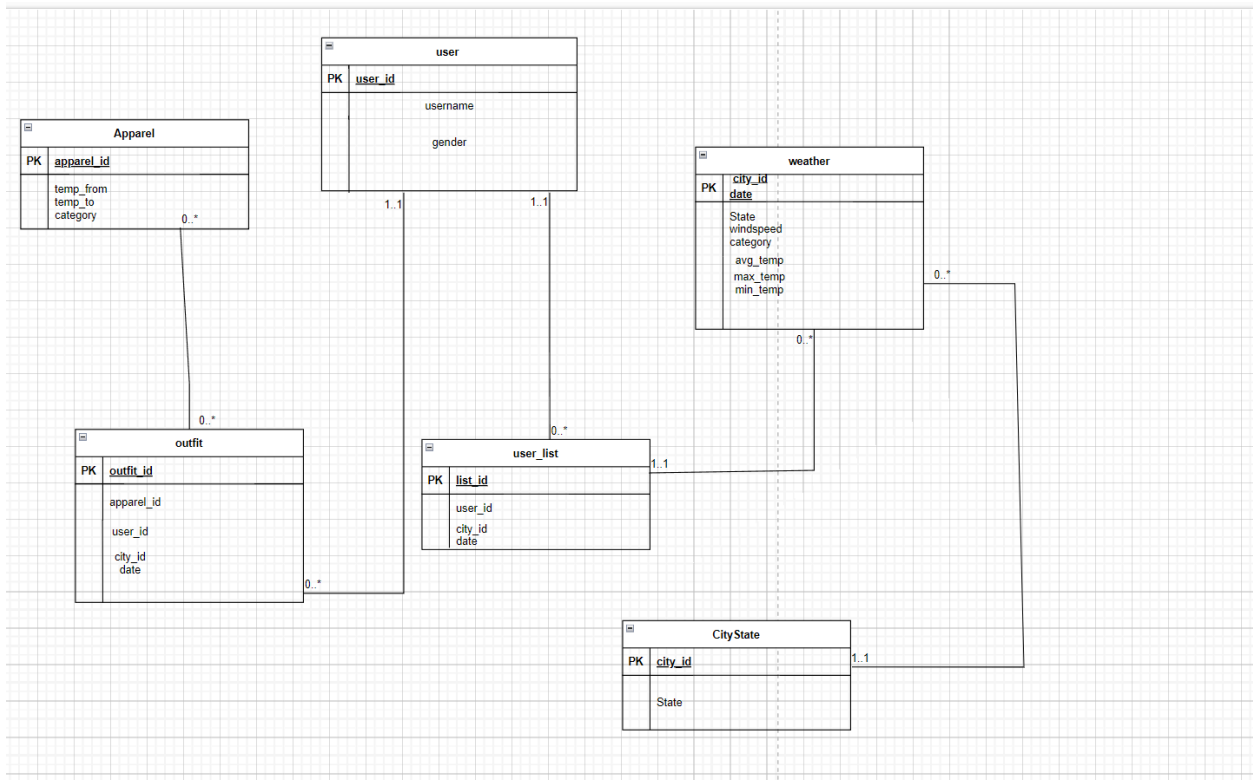 user
PK user_id
username
gender
Apparel
PK apparel_id
temp_from
temp_to
category
0..*
1..1
1..1
weather
PK city_id
date
State
windspeed
category
avg_temp
max_temp
min_temp
0..*
0..*
0..*
outfit
PK outfit_id
apparel_id
user_id
city_id
date
0..*
0..*
user_list
PK list_id
user_id
city_id
date
1..1
CityState
PK city_id
State
1..1